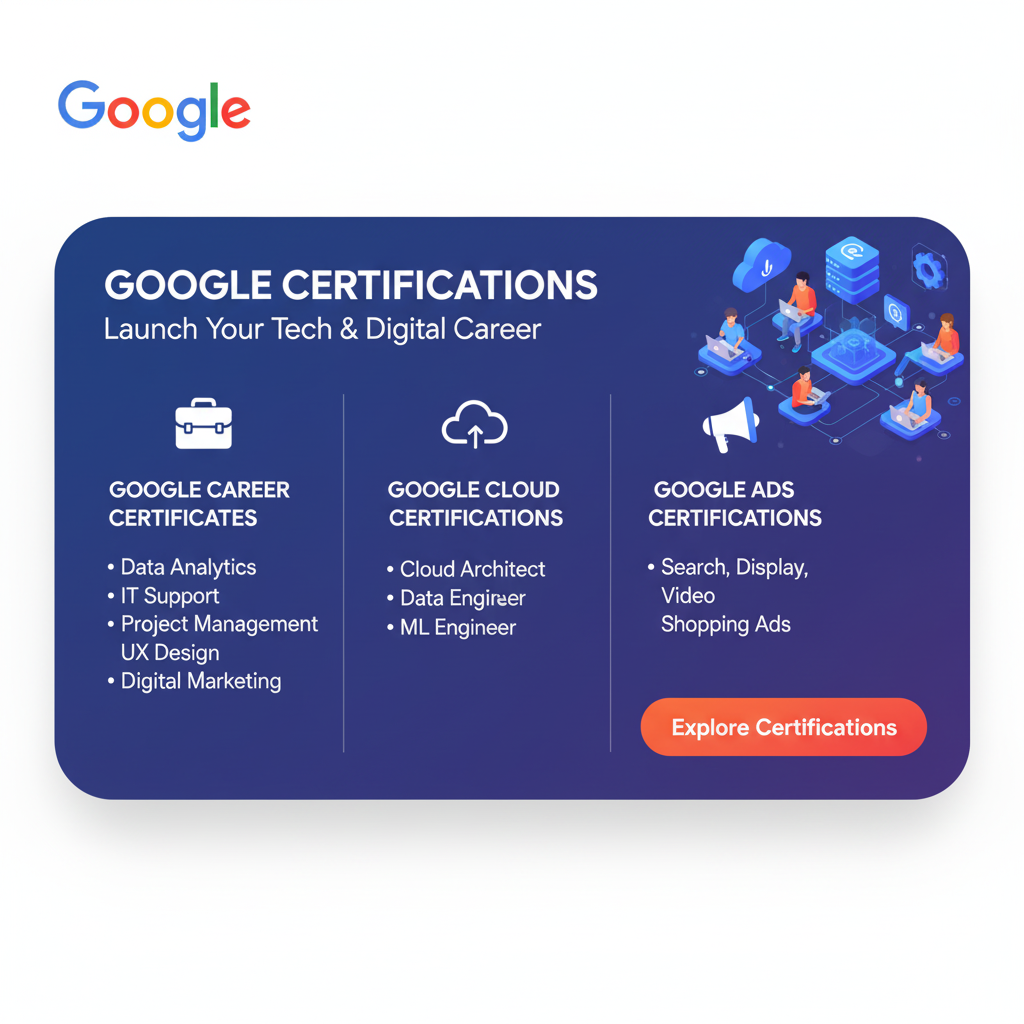 Google
GOOGLE CERTIFICATIONS
Launch Your Tech & Digital Career
GOOGLE CAREER
CERTIFICATES
• Data Analytics
• IT Support
• Project Management
UX Design
• Digital Marketing
GOOGLE CLOUD
CERTIFICATIONS
• Cloud Architect
• Data Engineer
• ML Engineer
GOOGLE ADS
CERTIFICATIONS
• Search, Display,
Video
Shopping Ads
Explore Certifications